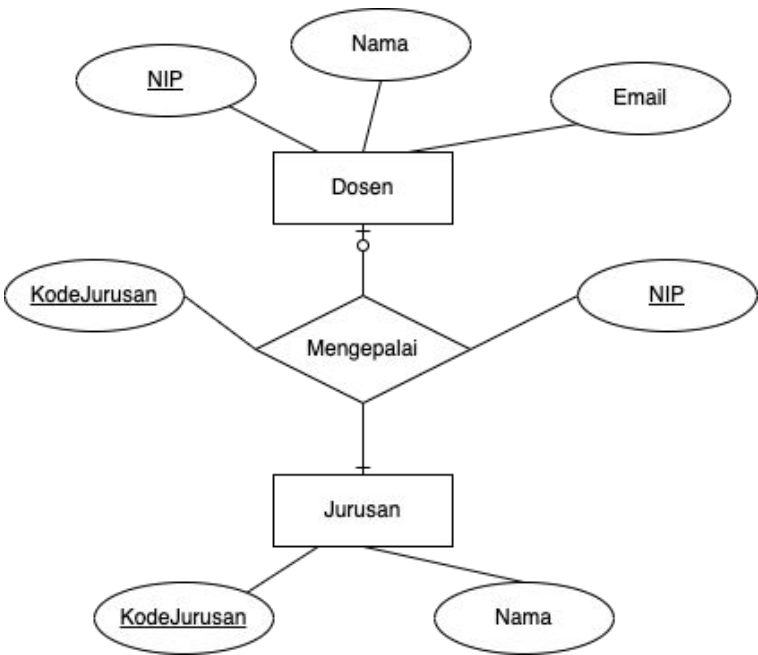 Nama
NIP
Email
Dosen
KodeJurusan
NIP
Mengepalai
Jurusan
KodeJurusan
Nama